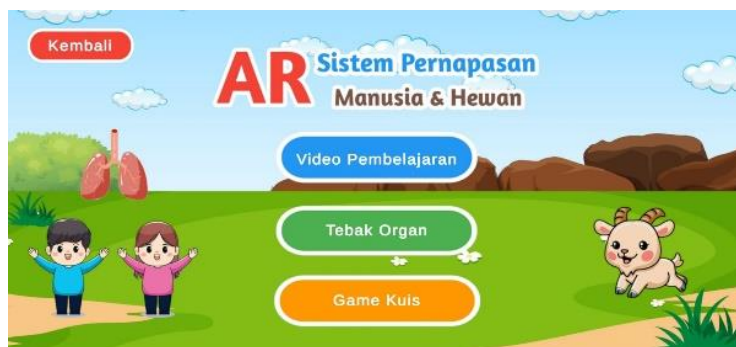 Kembali
AR
Sistem Pernapasan
Manusia & Hewan
Video Pembelajaran
Tebak Organ
Game Kuis